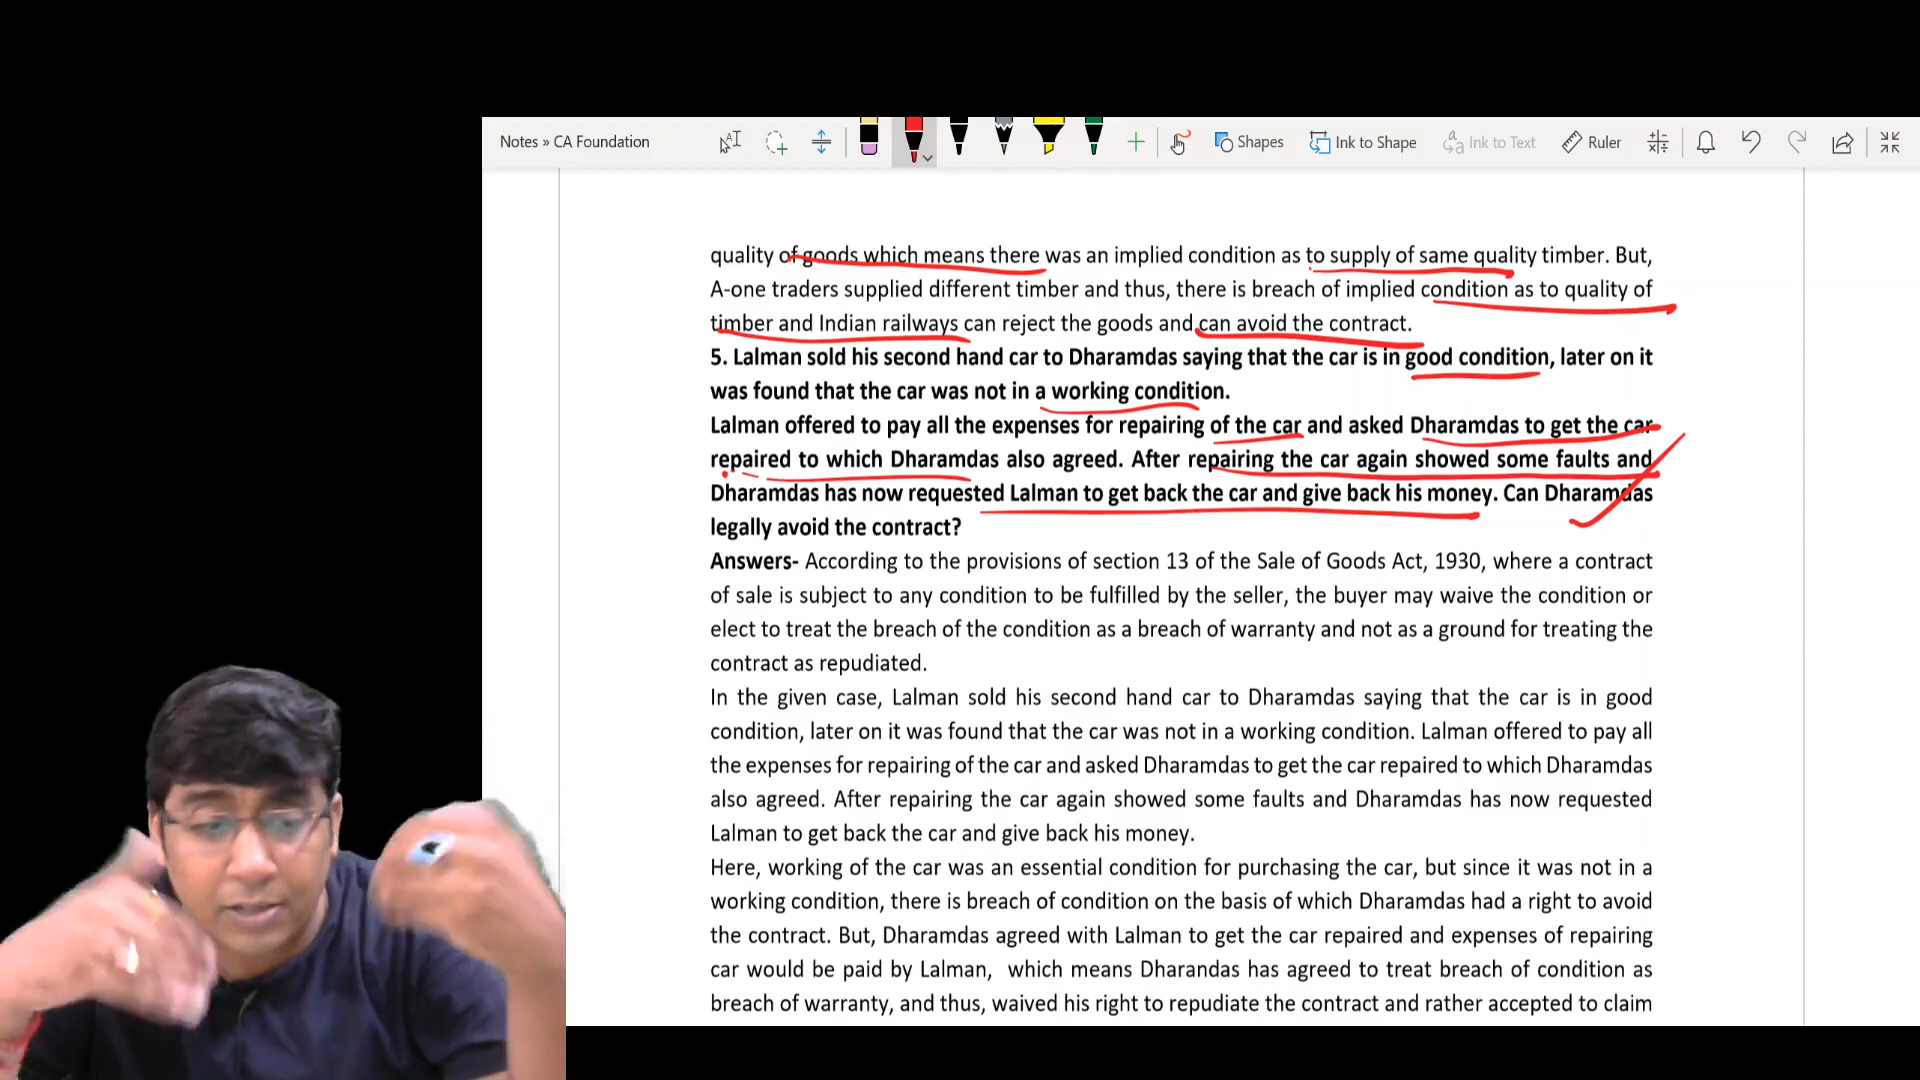 Notes » CA Foundation
Shapes
Ink to Shape
Ink to Text
Ruler
quality of goods which means there was an implied condition as to supply of same quality timber. But,
A-one traders supplied different timber and thus, there is breach of implied condition as to quality of
timber and Indian railways can reject the goods and can avoid the contract.
5. Lalman sold his second hand car to Dharamdas saying that the car is in good condition, later on it
was found that the car was not in a working condition.
Lalman offered to pay all the expenses for repairing of the car and asked Dharamdas to get the car
repaired to which Dharamdas also agreed. After repairing the car again showed some faults and
Dharamdas has now requested Lalman to get back the car and give back his money. Can Dharamdas
legally avoid the contract?
Answers- According to the provisions of section 13 of the Sale of Goods Act, 1930, where a contract
of sale is subject to any condition to be fulfilled by the seller, the buyer may waive the condition or
elect to treat the breach of the condition as a breach of warranty and not as a ground for treating the
contract as repudiated.
In the given case, Lalman sold his second hand car to Dharamdas saying that the car is in good
condition, later on it was found that the car was not in a working condition. Lalman offered to pay all
the expenses for repairing of the car and asked Dharamdas to get the car repaired to which Dharamdas
also agreed. After repairing the car again showed some faults and Dharamdas has now requested
Lalman to get back the car and give back his money.
Here, working of the car was an essential condition for purchasing the car, but since it was not in a
working condition, there is breach of condition on the basis of which Dharamdas had a right to avoid
the contract. But, Dharamdas agreed with Lalman to get the car repaired and expenses of repairing
car would be paid by Lalman, which means Dharandas has agreed to treat breach of condition as
breach of warranty, and thus, waived his right to repudiate the contract and rather accepted to claim